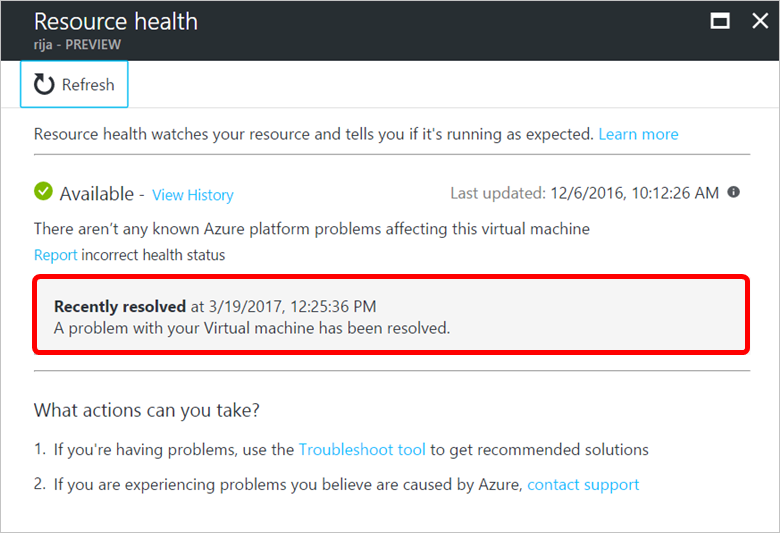 Resource health
rija - PREVIEW
Refresh
Resource health watches your resource and tells you if it's running as expected. Learn more
Available - View History
Last updated: 12/6/2016, 10:12:26 AM
There aren't any known Azure platform problems affecting this virtual machine
Report incorrect health status
Recently resolved at 3/19/2017, 12:25:36 PM
A problem with your Virtual machine has been resolved.
What actions can you take?
1. If you're having problems, use the Troubleshoot tool to get recommended solutions
2. If you are experiencing problems you believe are caused by Azure, contact support